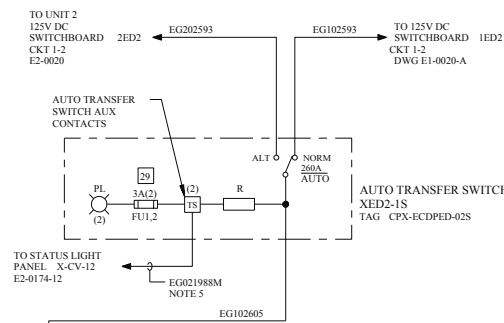 TO UNIT 2
125V DC
SWITCHBOARD 2ED2
CKT 1-2
E2-0020
EG202593
EG102593
TO 125V DC
SWITCHBOARD 1ED2
CKT 1-2
DWG E1-0020-A
AUTO TRANSFER
SWITCH AUX
CONTACTS
ALT
NORM
260A
AUTO
29
PL
3A(2)
(2)
TS
R
(2)
FU1,2
AUTO TRANSFER SWITCH
XED2-1S
TAG CPX-ECDPED-02S
TO STATUS LIGHT
PANEL X-CV-12
E2-0174-12
EG021988M
NOTE 5
EG102605